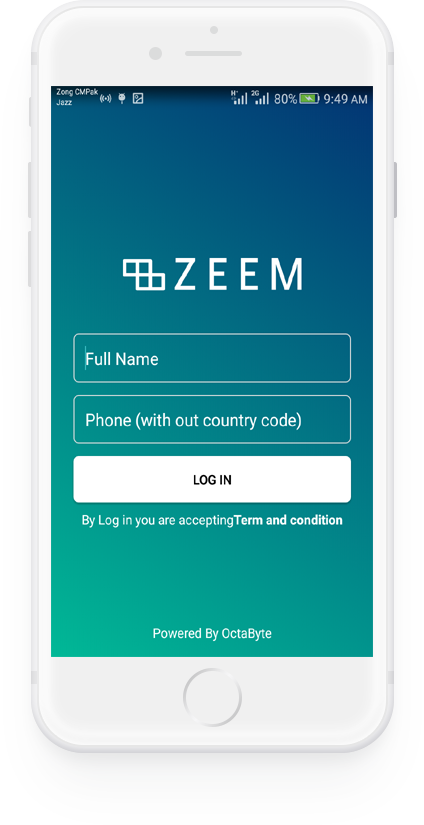 Zong CMPak
Jazz
H+ 2G 80% 9:49 AM
ZEEM
Full Name
Phone (with out country code)
LOG IN
By Log in you are acceptingTerm and condition
Powered By OctaByte